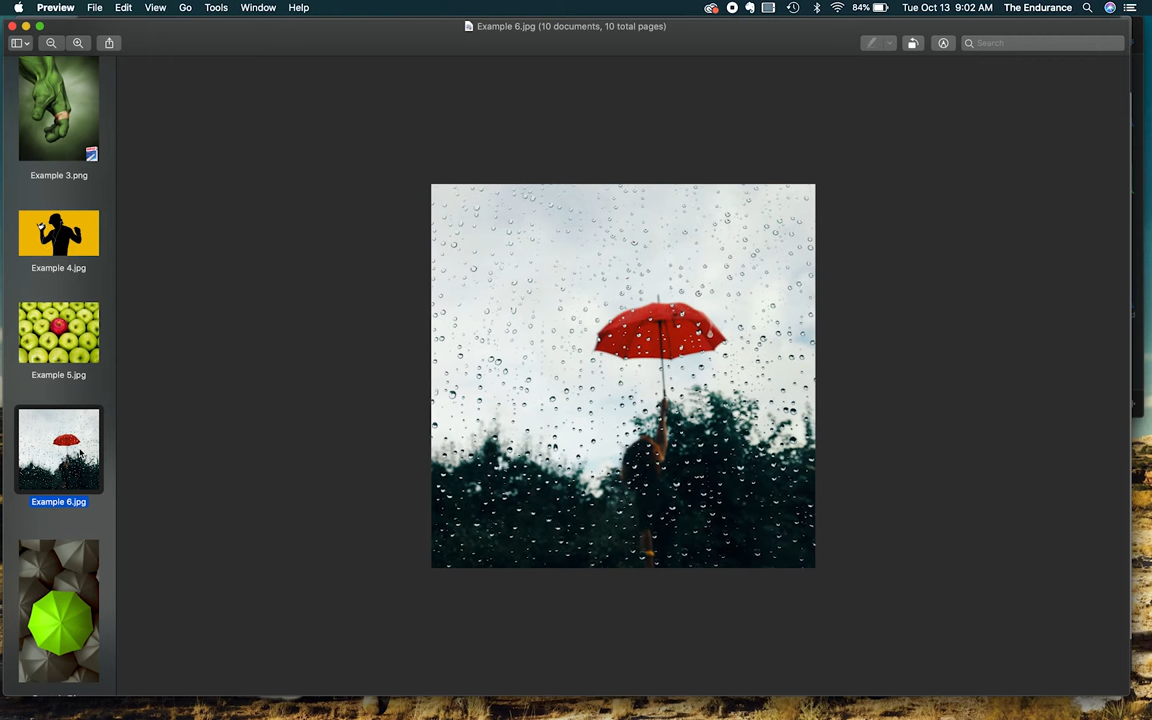 Preview File Edit View Go Tools Window Help 84% Tue Oct 13 9:02 AM The Endurance
Example 6.jpg (10 documents, 10 total pages)
Search
Example 3.png
Example 4.jpg
Example 5.jpg
Example 6.jpg